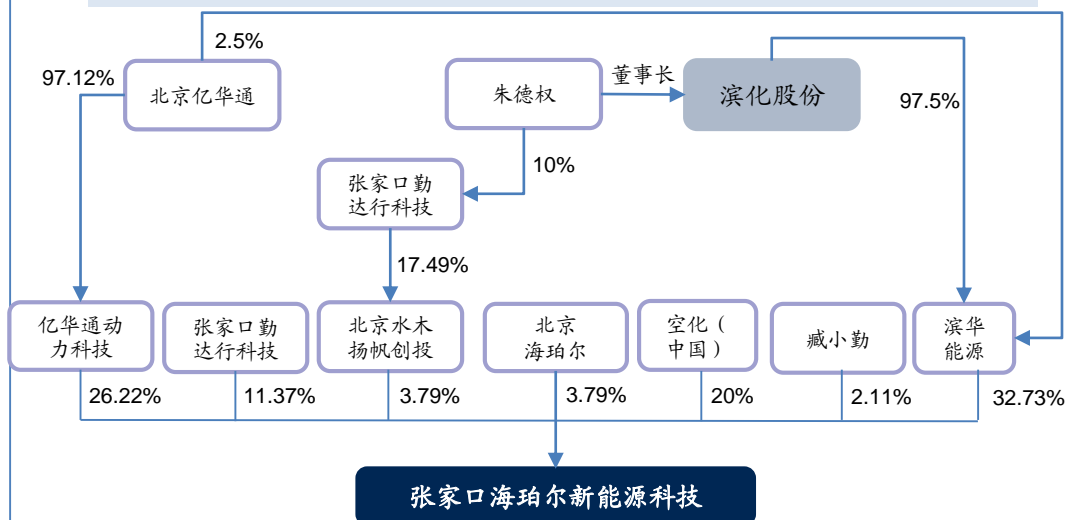 2.5%
97.12%
北京亿华通
朱德权
董事长
滨化股份
97.5%
10%
张家口勤
达行科技
17.49%
亿华通动
力科技
张家口勤
达行科技
北京水木
扬帆创投
北京
海珀尔
空化（
中国）
臧小勤
滨华
能源
26.22%
11.37%
3.79%
3.79%
20%
2.11%
32.73%
张家口海珀尔新能源科技